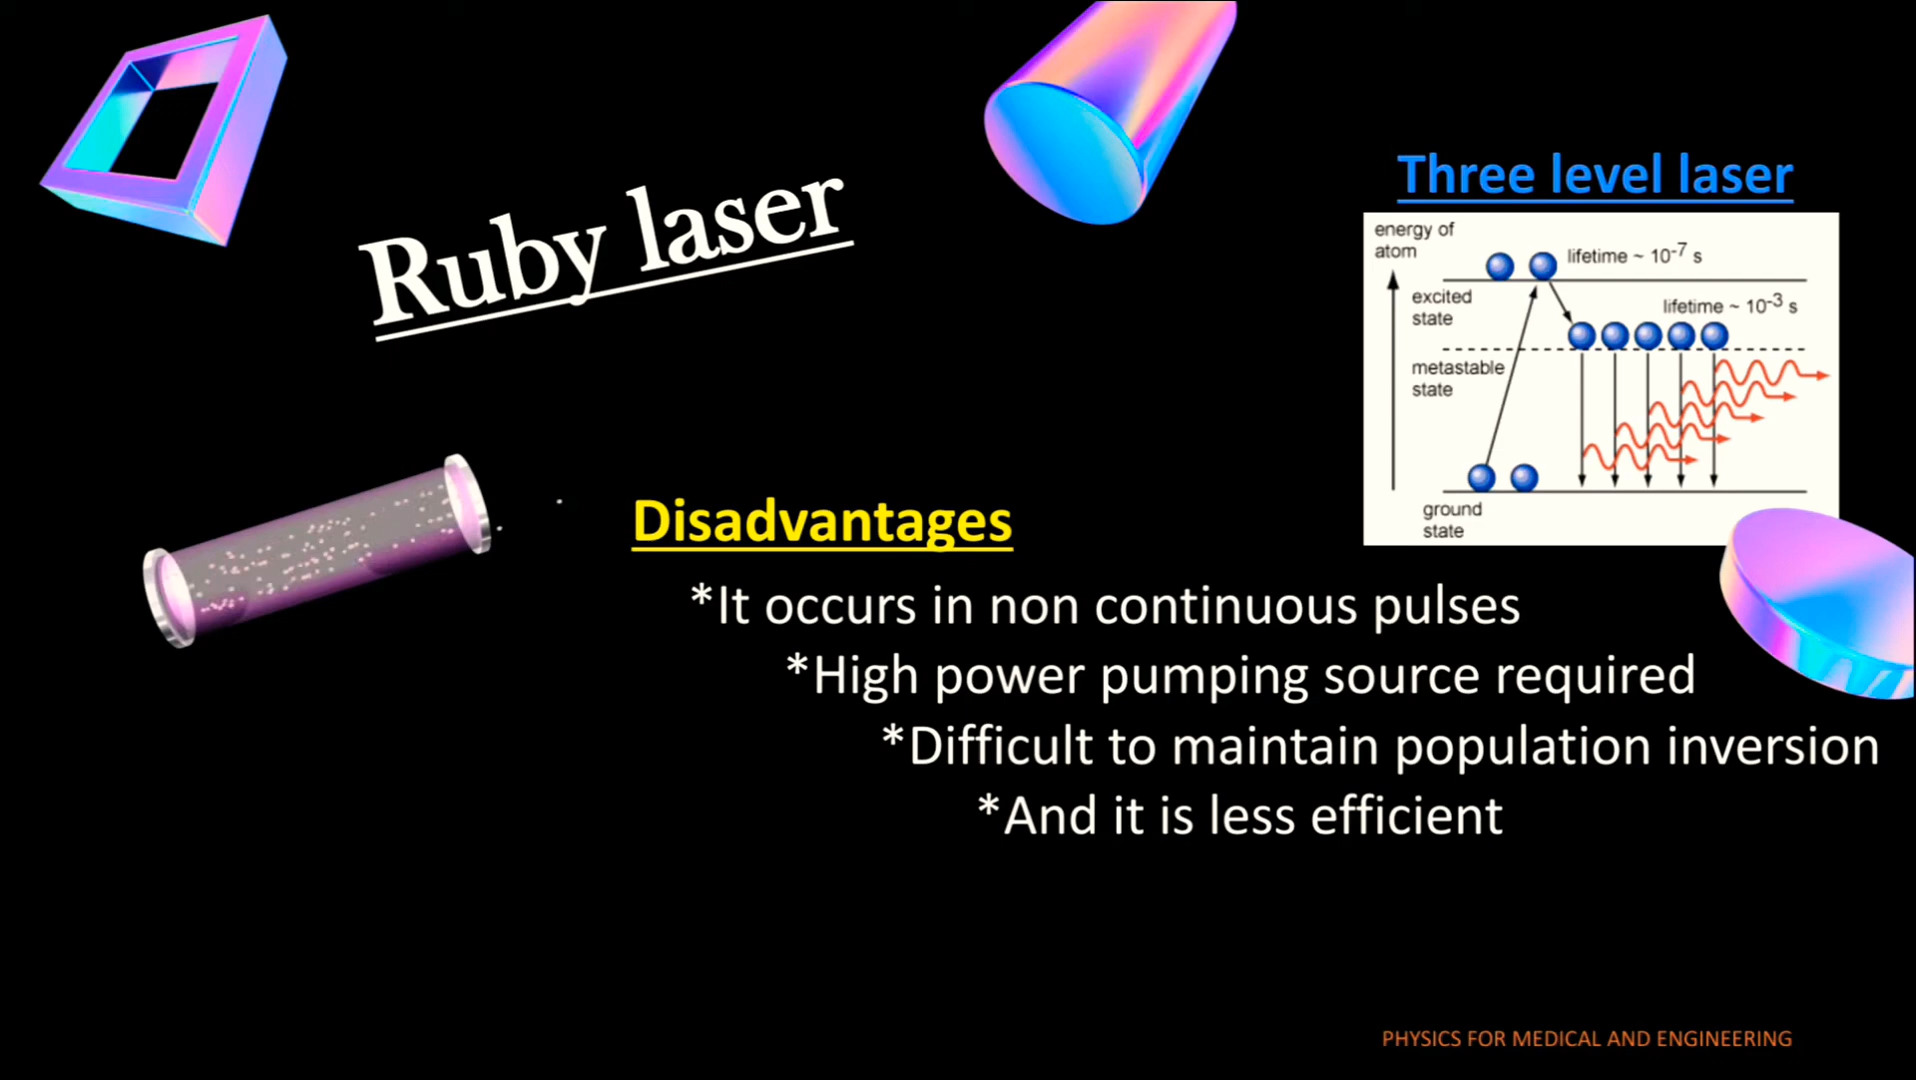 Ruby laser
Three level laser
energy of
atom
lifetime ~ 10⁻⁷ s
excited
state
lifetime ~ 10⁻³ s
metastable
state
ground
state
Disadvantages
*It occurs in non continuous pulses
*High power pumping source required
*Difficult to maintain population inversion
*And it is less efficient
PHYSICS FOR MEDICAL AND ENGINEERING